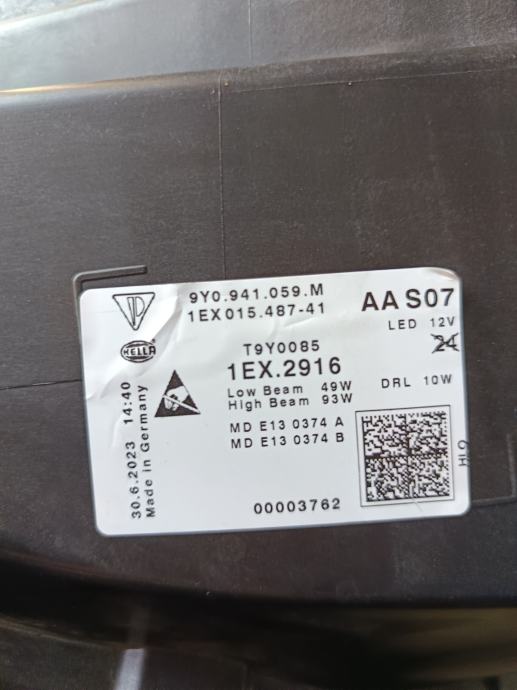 9Y0.941.059.M
1EX015.487-41
AA S07
LED 12V
24
HELLA
T9Y0085
1EX.2916
Low Beam 49W
High Beam 93W
DRL 10W
MD E13 0374 A
MD E13 0374 B
00003762
30.6.2023 14:40
Made in Germany